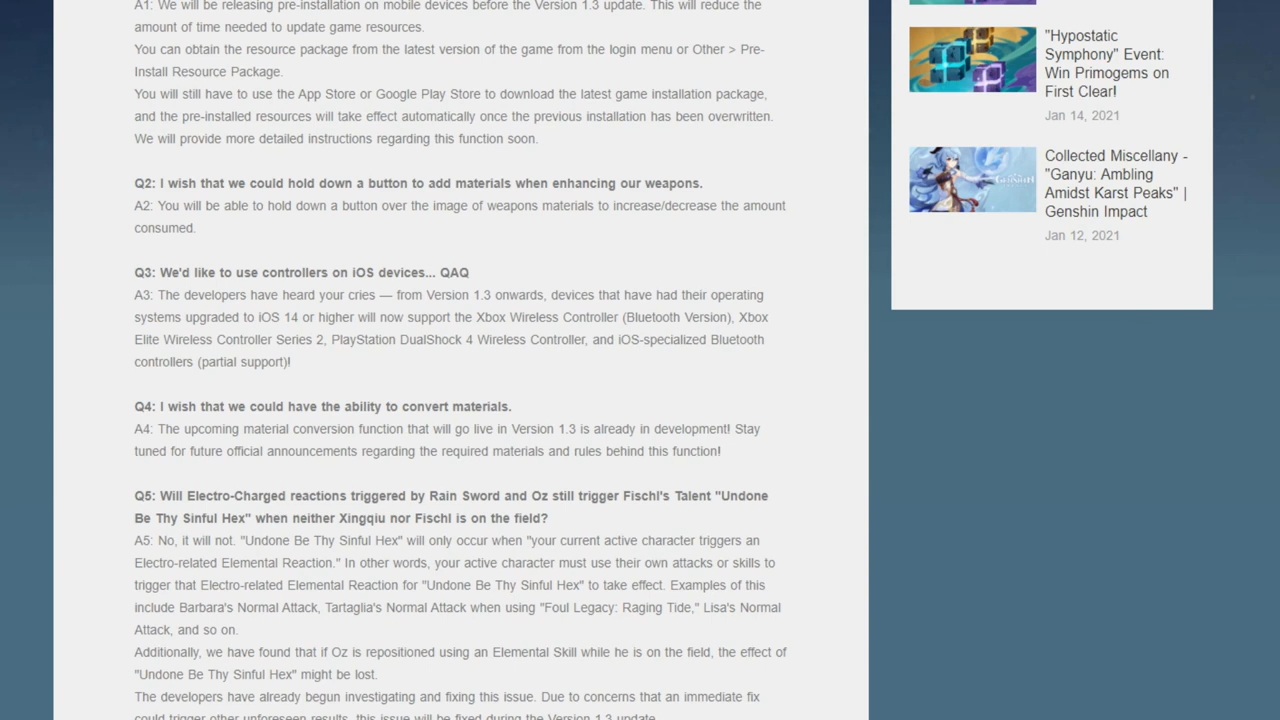 A1: We will be releasing pre-installation on mobile devices before the Version 1.3 update. This will reduce the
amount of time needed to update game resources.
You can obtain the resource package from the latest version of the game from the login menu or Other > Pre-
Install Resource Package.
You will still have to use the App Store or Google Play Store to download the latest game installation package,
and the pre-installed resources will take effect automatically once the previous installation has been overwritten.
We will provide more detailed instructions regarding this function soon.
Q2: I wish that we could hold down a button to add materials when enhancing our weapons.
A2: You will be able to hold down a button over the image of weapons materials to increase/decrease the amount
consumed.
Q3: We'd like to use controllers on iOS devices... QAQ
A3: The developers have heard your cries — from Version 1.3 onwards, devices that have had their operating
systems upgraded to iOS 14 or higher will now support the Xbox Wireless Controller (Bluetooth Version), Xbox
Elite Wireless Controller Series 2, PlayStation DualShock 4 Wireless Controller, and iOS-specialized Bluetooth
controllers (partial support)!
Q4: I wish that we could have the ability to convert materials.
A4: The upcoming material conversion function that will go live in Version 1.3 is already in development! Stay
tuned for future official announcements regarding the required materials and rules behind this function!
Q5: Will Electro-Charged reactions triggered by Rain Sword and Oz still trigger Fischl's Talent "Undone
Be Thy Sinful Hex" when neither Xingqiu nor Fischl is on the field?
A5: No, it will not. "Undone Be Thy Sinful Hex" will only occur when "your current active character triggers an
Electro-related Elemental Reaction." In other words, your active character must use their own attacks or skills to
trigger that Electro-related Elemental Reaction for "Undone Be Thy Sinful Hex" to take effect. Examples of this
include Barbara's Normal Attack, Tartaglia's Normal Attack when using "Foul Legacy: Raging Tide," Lisa's Normal
Attack, and so on.
Additionally, we have found that if Oz is repositioned using an Elemental Skill while he is on the field, the effect of
"Undone Be Thy Sinful Hex" might be lost.
The developers have already begun investigating and fixing this issue. Due to concerns that an immediate fix
could trigger other unforeseen results, this issue will be fixed during the Version 1.3 update.
"Hypostatic
Symphony" Event:
Win Primogems on
First Clear!
Jan 14, 2021
Collected Miscellany -
"Ganyu: Ambling
Amidst Karst Peaks" |
Genshin Impact
Jan 12, 2021
GENSHIN